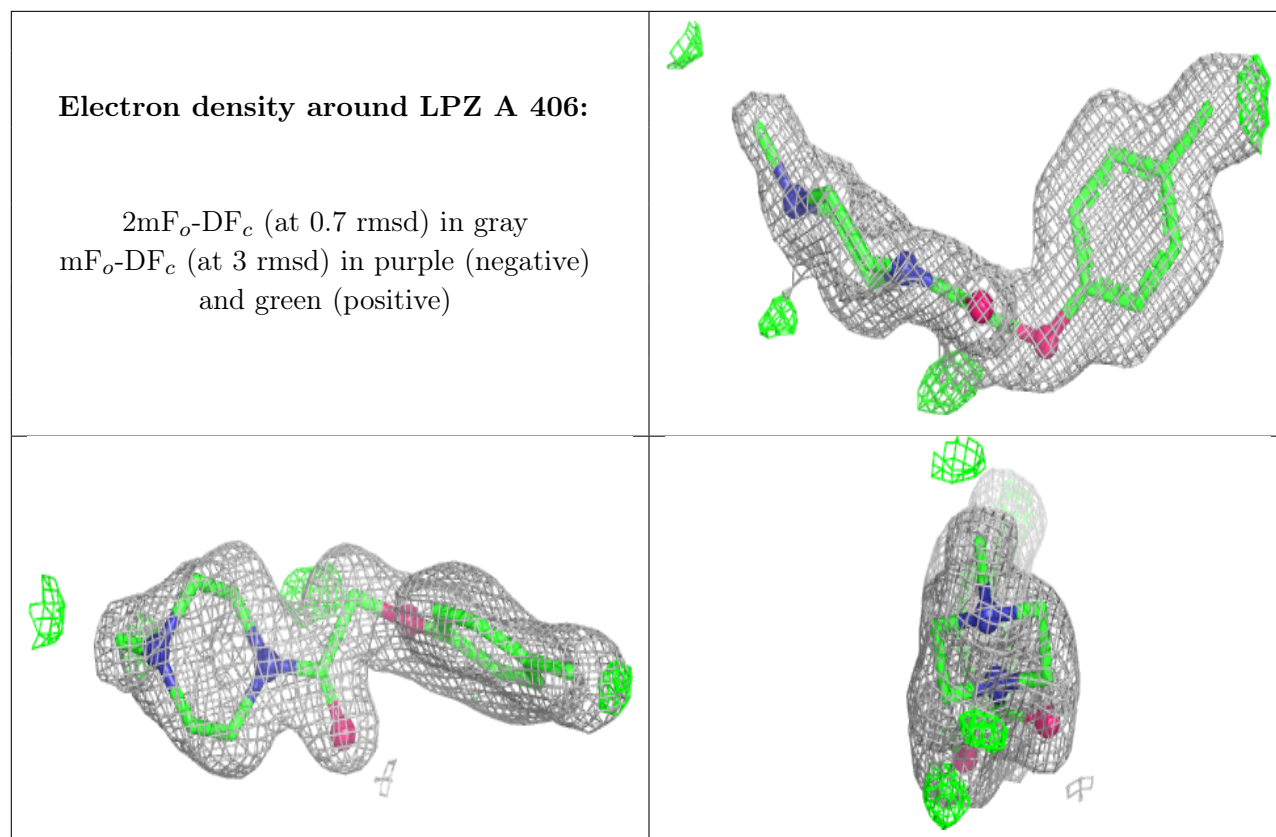 Electron density around LPZ A 406:
2mFo-DFc (at 0.7 rmsd) in gray
mFo-DFc (at 3 rmsd) in purple (negative)
and green (positive)